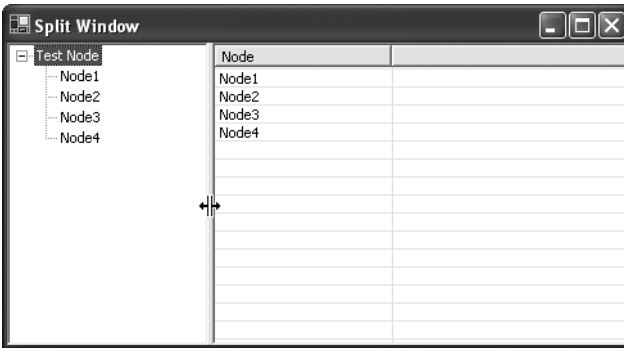 Split Window
Test Node
Node1
Node2
Node3
Node4
Node
Node1
Node2
Node3
Node4